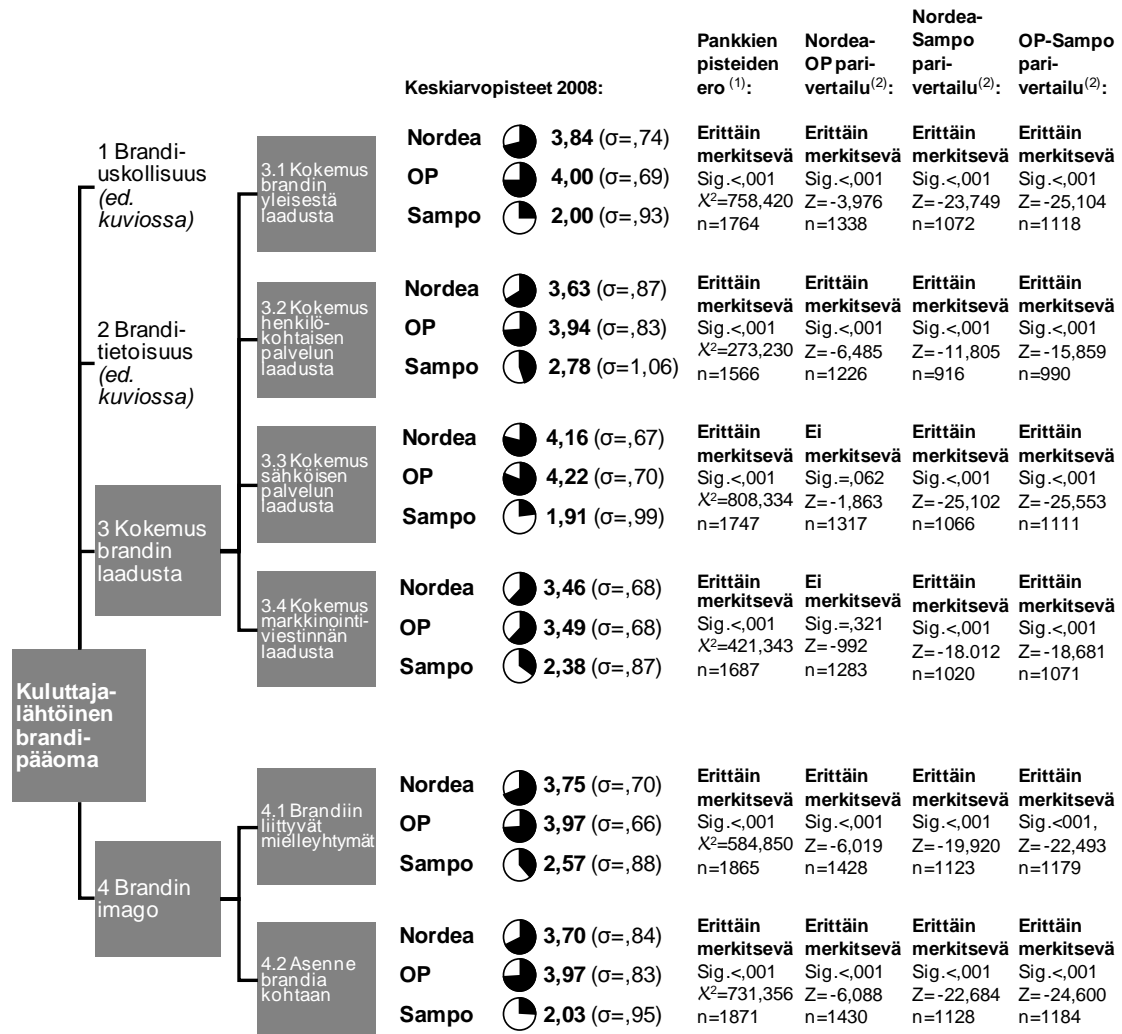 Keskiarvopisteet 2008:
Pankkien
pisteiden
ero (1):
Nordea-
OP pari-
vertailu(2):
Nordea-
Sampo
pari-
vertailu(2):
OP-Sampo
pari-
vertailu(2):
Kuluttaja-
lähtöinen
brandi-
pääoma
1 Brandi-
uskollisuus
(ed.
kuviossa)
2 Brandi-
tietoisuus
(ed.
kuviossa)
3 Kokemus
brandin
laadusta
3.1 Kokemus
brandin
yleisestä
laadusta
Nordea 3,84 (σ=,74)
OP 4,00 (σ=,69)
Sampo 2,00 (σ=,93)
Erittäin
merkitsevä
Sig.<,001
X²=758,420
n=1764
Erittäin
merkitsevä
Sig.<,001
Z=-3,976
n=1338
Erittäin
merkitsevä
Sig.<,001
Z=-23,749
n=1072
Erittäin
merkitsevä
Sig.<,001
Z=-25,104
n=1118
3.2 Kokemus
henkilö-
kohtaisen
palvelun
laadusta
Nordea 3,63 (σ=,87)
OP 3,94 (σ=,83)
Sampo 2,78 (σ=1,06)
Erittäin
merkitsevä
Sig.<,001
X²=273,230
n=1566
Erittäin
merkitsevä
Sig.<,001
Z=-6,485
n=1226
Erittäin
merkitsevä
Sig.<,001
Z=-11,805
n=916
Erittäin
merkitsevä
Sig.<,001
Z=-15,859
n=990
3.3 Kokemus
sähköisen
palvelun
laadusta
Nordea 4,16 (σ=,67)
OP 4,22 (σ=,70)
Sampo 1,91 (σ=,99)
Erittäin
merkitsevä
Sig.<,001
X²=808,334
n=1747
Ei
merkitsevä
Sig.=,062
Z=-1,863
n=1317
Erittäin
merkitsevä
Sig.<,001
Z=-25,102
n=1066
Erittäin
merkitsevä
Sig.<,001
Z=-25,553
n=1111
3.4 Kokemus
markkinointi-
viestinnän
laadusta
Nordea 3,46 (σ=,68)
OP 3,49 (σ=,68)
Sampo 2,38 (σ=,87)
Erittäin
merkitsevä
Sig.<,001
X²=421,343
n=1687
Ei
merkitsevä
Sig.=,321
Z=-992
n=1283
Erittäin
merkitsevä
Sig.<,001
Z=-18.012
n=1020
Erittäin
merkitsevä
Sig.<,001
Z=-18,681
n=1071
4 Brandin
imago
4.1 Brandiin
liittyvät
mielleyhtymät
Nordea 3,75 (σ=,70)
OP 3,97 (σ=,66)
Sampo 2,57 (σ=,88)
Erittäin
merkitsevä
Sig.<,001
X²=584,850
n=1865
Erittäin
merkitsevä
Sig.<,001
Z=-6,019
n=1428
Erittäin
merkitsevä
Sig.<,001
Z=-19,920
n=1123
Erittäin
merkitsevä
Sig.<001,
Z=-22,493
n=1179
4.2 Asenne
brandia
kohtaan
Nordea 3,70 (σ=,84)
OP 3,97 (σ=,83)
Sampo 2,03 (σ=,95)
Erittäin
merkitsevä
Sig.<,001
X²=731,356
n=1871
Erittäin
merkitsevä
Sig.<,001
Z=-6,088
n=1430
Erittäin
merkitsevä
Sig.<,001
Z=-22,684
n=1128
Erittäin
merkitsevä
Sig.<,001
Z=-24,600
n=1184